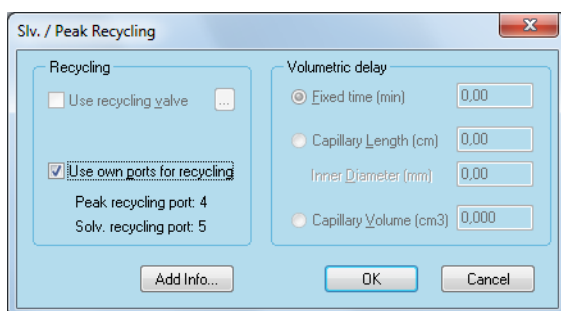 Slv. / Peak Recycling
Recycling
Use recycling valve
...
Use own ports for recycling
Peak recycling port: 4
Solv. recycling port: 5
Volumetric delay
Fixed time (min)
0,00
Capillary Length (cm)
0,00
Inner Diameter (mm)
0,00
Capillary Volume (cm3)
0,000
Add Info...
OK
Cancel